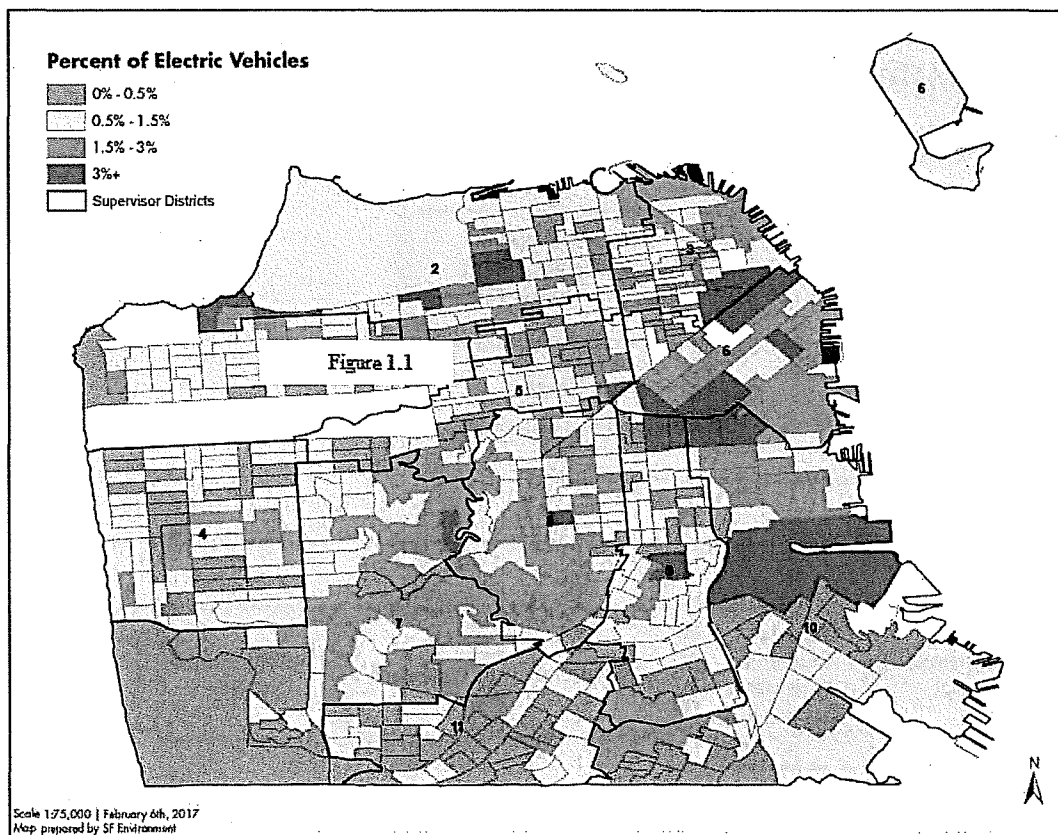 Percent of Electric Vehicles
0% - 0.5%
0.5% - 1.5%
1.5% - 3%
3%+
Supervisor Districts
6
2
3
Figure 1.1
6
5
4
8
9
7
10
11
N
Scale 1:75,000 | February 6th, 2017
Map prepared by SF Environment